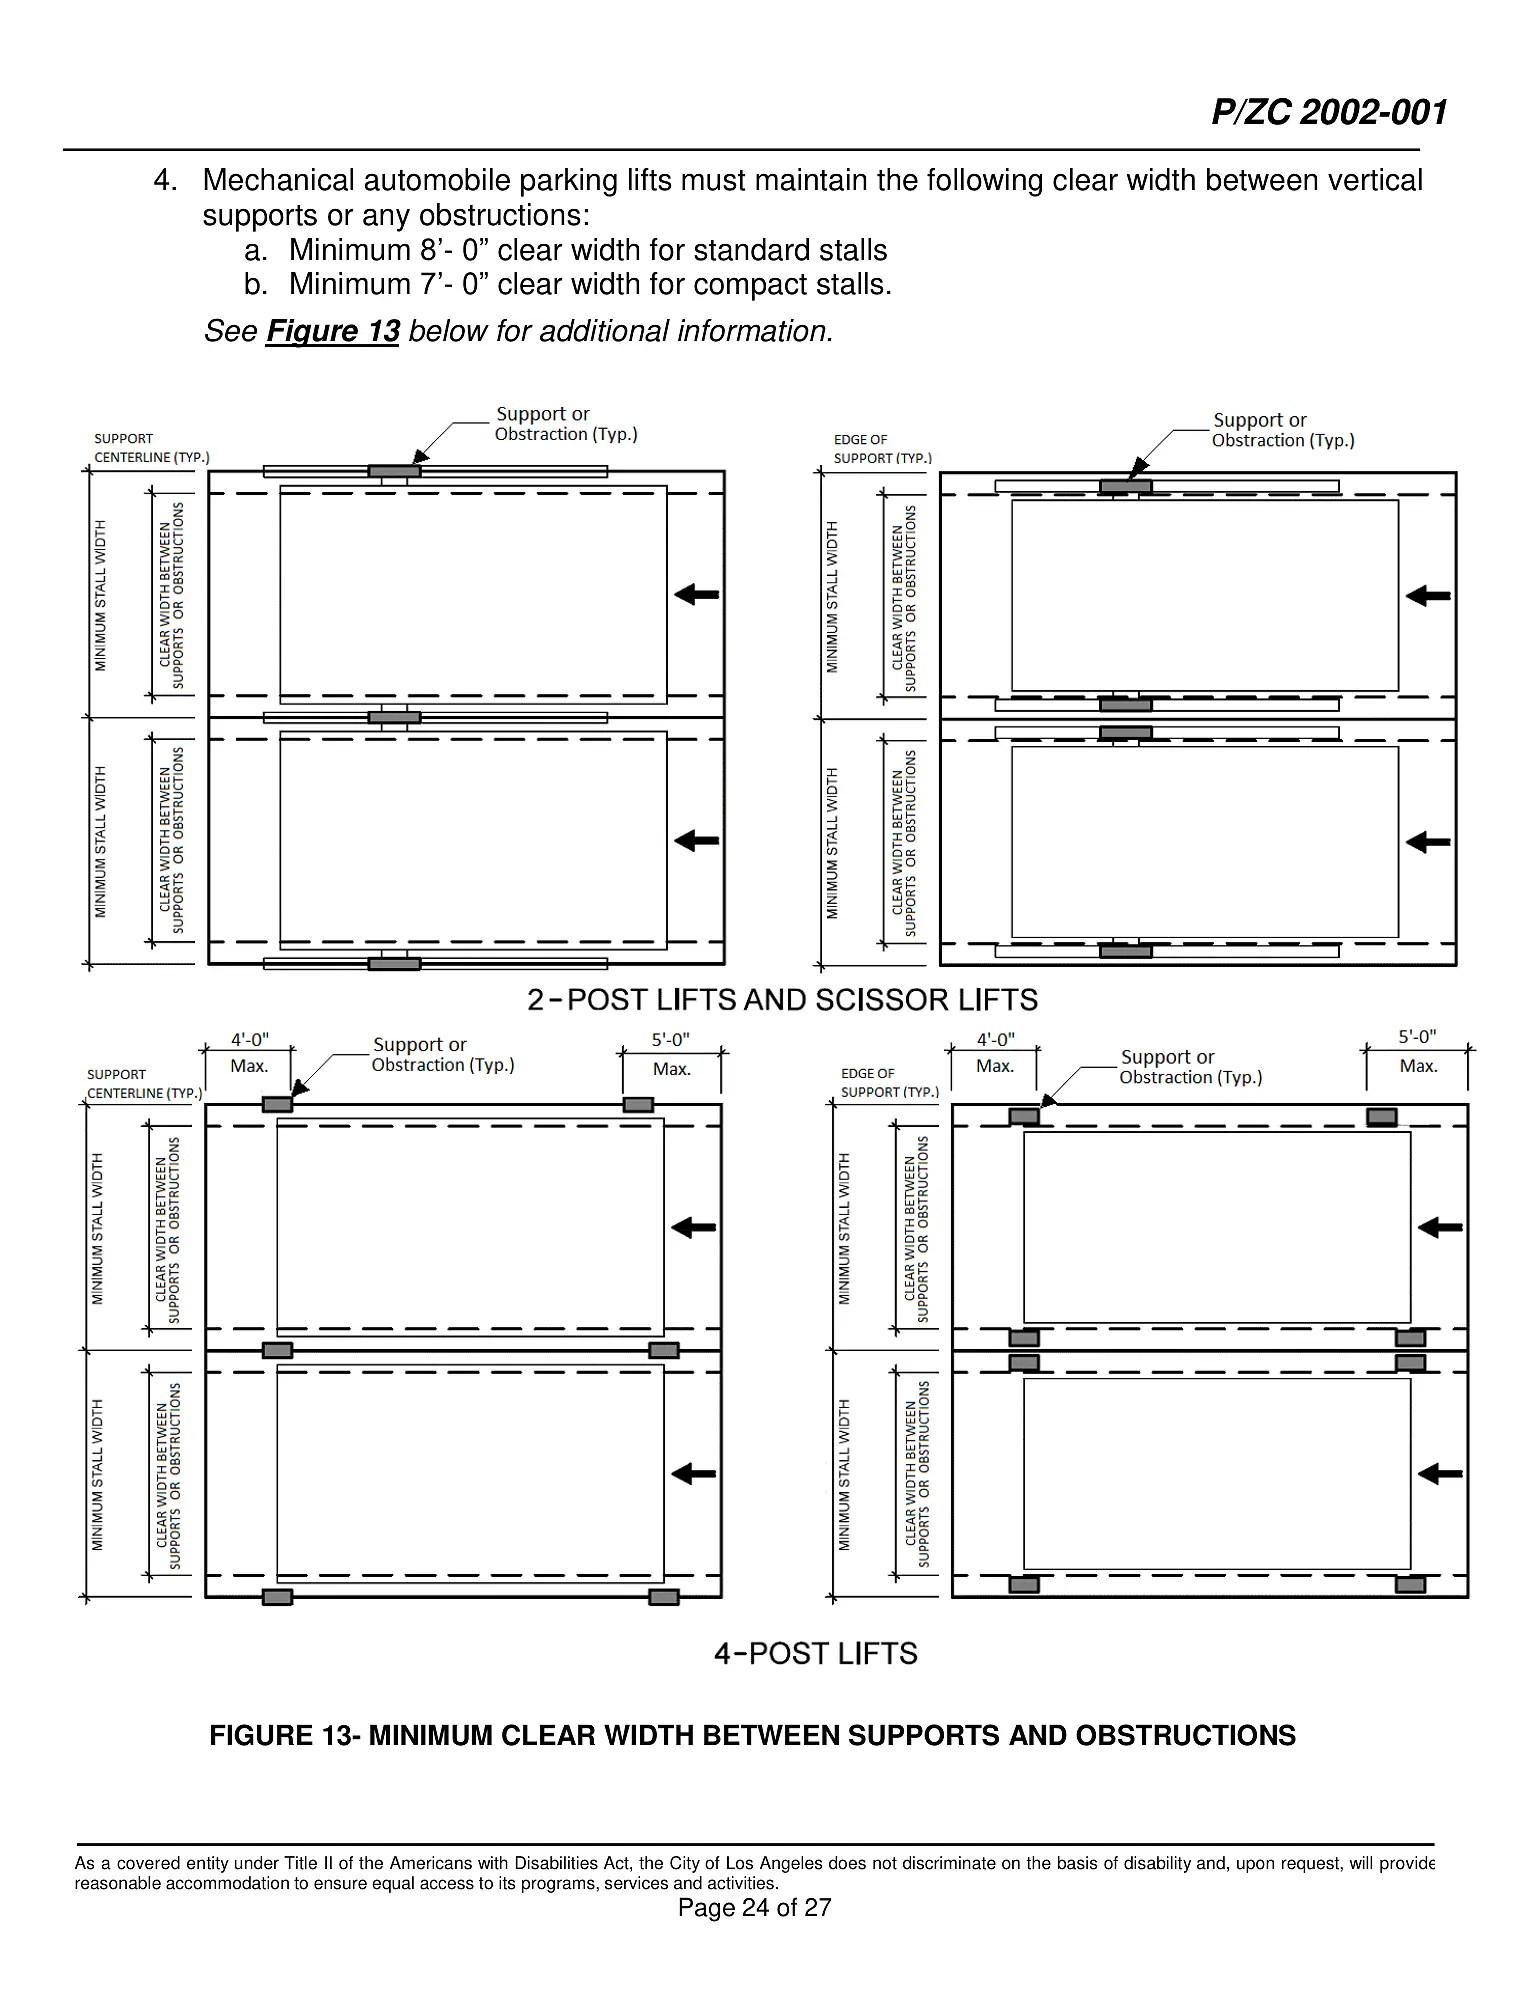 P/ZC 2002-001
4. Mechanical automobile parking lifts must maintain the following clear width between vertical
supports or any obstructions:
a. Minimum 8’- 0” clear width for standard stalls
b. Minimum 7’- 0” clear width for compact stalls.
See Figure 13 below for additional information.
SUPPORT
CENTERLINE (TYP.)
Support or
Obstraction (Typ.)
MINIMUM STALL WIDTH
CLEAR WIDTH BETWEEN
SUPPORTS OR OBSTRUCTIONS
MINIMUM STALL WIDTH
CLEAR WIDTH BETWEEN
SUPPORTS OR OBSTRUCTIONS
EDGE OF
SUPPORT (TYP.)
Support or
Obstraction (Typ.)
MINIMUM STALL WIDTH
CLEAR WIDTH BETWEEN
SUPPORTS OR OBSTRUCTIONS
MINIMUM STALL WIDTH
CLEAR WIDTH BETWEEN
SUPPORTS OR OBSTRUCTIONS
2-POST LIFTS AND SCISSOR LIFTS
SUPPORT
CENTERLINE (TYP.)
4'-0"
Max.
Support or
Obstraction (Typ.)
5'-0"
Max.
MINIMUM STALL WIDTH
CLEAR WIDTH BETWEEN
SUPPORTS OR OBSTRUCTIONS
MINIMUM STALL WIDTH
CLEAR WIDTH BETWEEN
SUPPORTS OR OBSTRUCTIONS
EDGE OF
SUPPORT (TYP.)
4'-0"
Max.
Support or
Obstraction (Typ.)
5'-0"
Max.
MINIMUM STALL WIDTH
CLEAR WIDTH BETWEEN
SUPPORTS OR OBSTRUCTIONS
MINIMUM STALL WIDTH
CLEAR WIDTH BETWEEN
SUPPORTS OR OBSTRUCTIONS
4-POST LIFTS
FIGURE 13- MINIMUM CLEAR WIDTH BETWEEN SUPPORTS AND OBSTRUCTIONS
As a covered entity under Title II of the Americans with Disabilities Act, the City of Los Angeles does not discriminate on the basis of disability and, upon request, will provide
reasonable accommodation to ensure equal access to its programs, services and activities.
Page 24 of 27